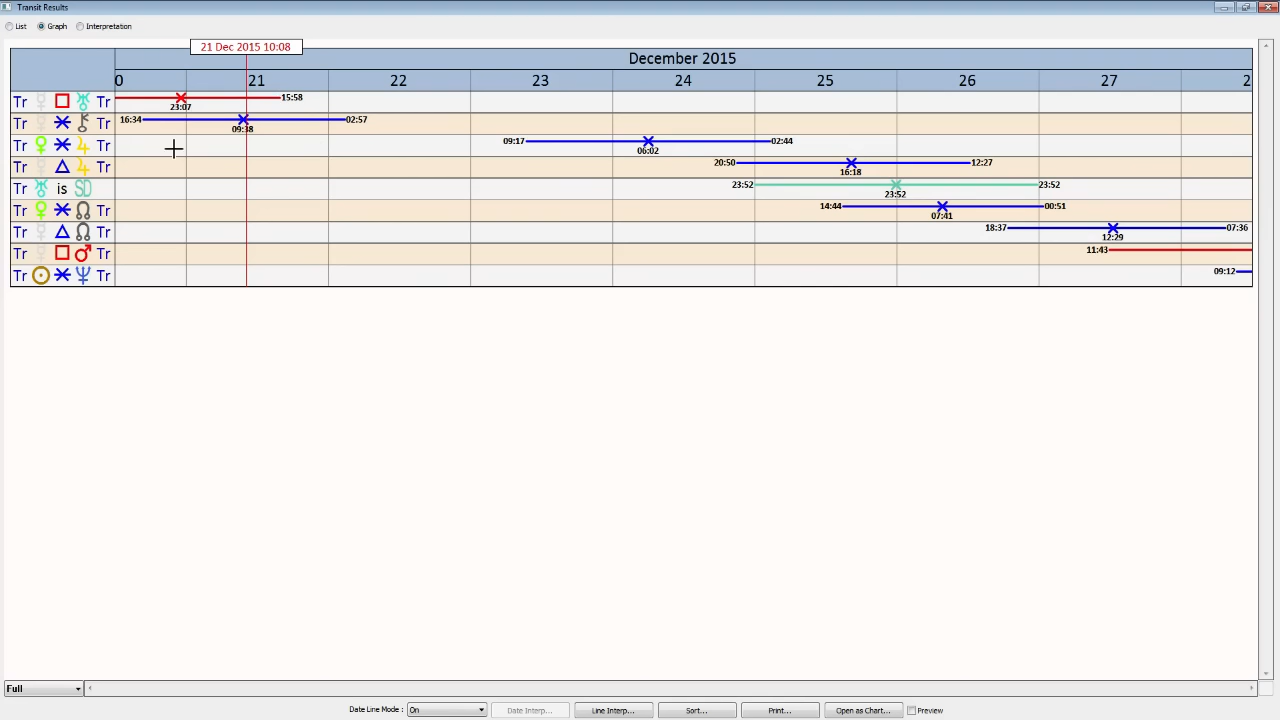 Transit Results
List Graph Interpretation
21 Dec 2015 10:08
December 2015
0 21 22 23 24 25 26 27 2
Tr Tr 23:07 15:58
Tr Tr 16:34 09:38 02:57
Tr Tr 09:17 06:02 02:44
Tr Tr 20:50 16:18 12:27
Tr is SD 23:52 23:52 23:52
Tr Tr 14:44 07:41 00:51
Tr Tr 18:37 12:29 07:36
Tr Tr 11:43
Tr Tr 09:12
Full
Date Line Mode : On Date Interp... Line Interp... Sort... Print... Open as Chart... Preview